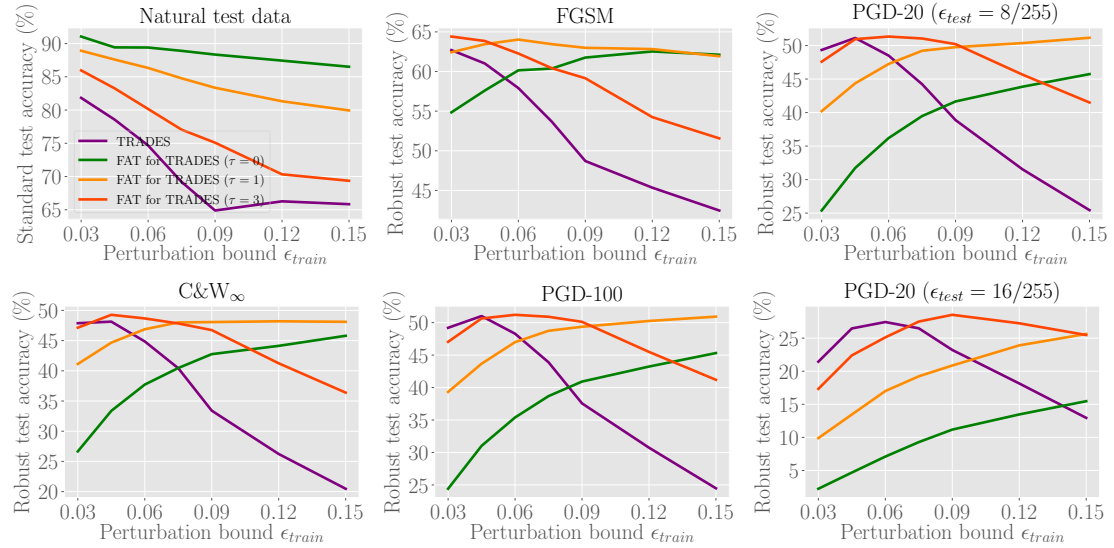 Natural test data
Standard test accuracy (%)
90
85
80
75
70
65
TRADES
FAT for TRADES (τ = 0)
FAT for TRADES (τ = 1)
FAT for TRADES (τ = 3)
0.03 0.06 0.09 0.12 0.15
Perturbation bound ϵtrain
FGSM
Robust test accuracy (%)
65
60
55
50
45
0.03 0.06 0.09 0.12 0.15
Perturbation bound ϵtrain
PGD-20 (ϵtest = 8/255)
Robust test accuracy (%)
50
45
40
35
30
25
0.03 0.06 0.09 0.12 0.15
Perturbation bound ϵtrain
C&W∞
Robust test accuracy (%)
50
45
40
35
30
25
20
0.03 0.06 0.09 0.12 0.15
Perturbation bound ϵtrain
PGD-100
Robust test accuracy (%)
50
45
40
35
30
25
0.03 0.06 0.09 0.12 0.15
Perturbation bound ϵtrain
PGD-20 (ϵtest = 16/255)
Robust test accuracy (%)
25
20
15
10
5
0.03 0.06 0.09 0.12 0.15
Perturbation bound ϵtrain